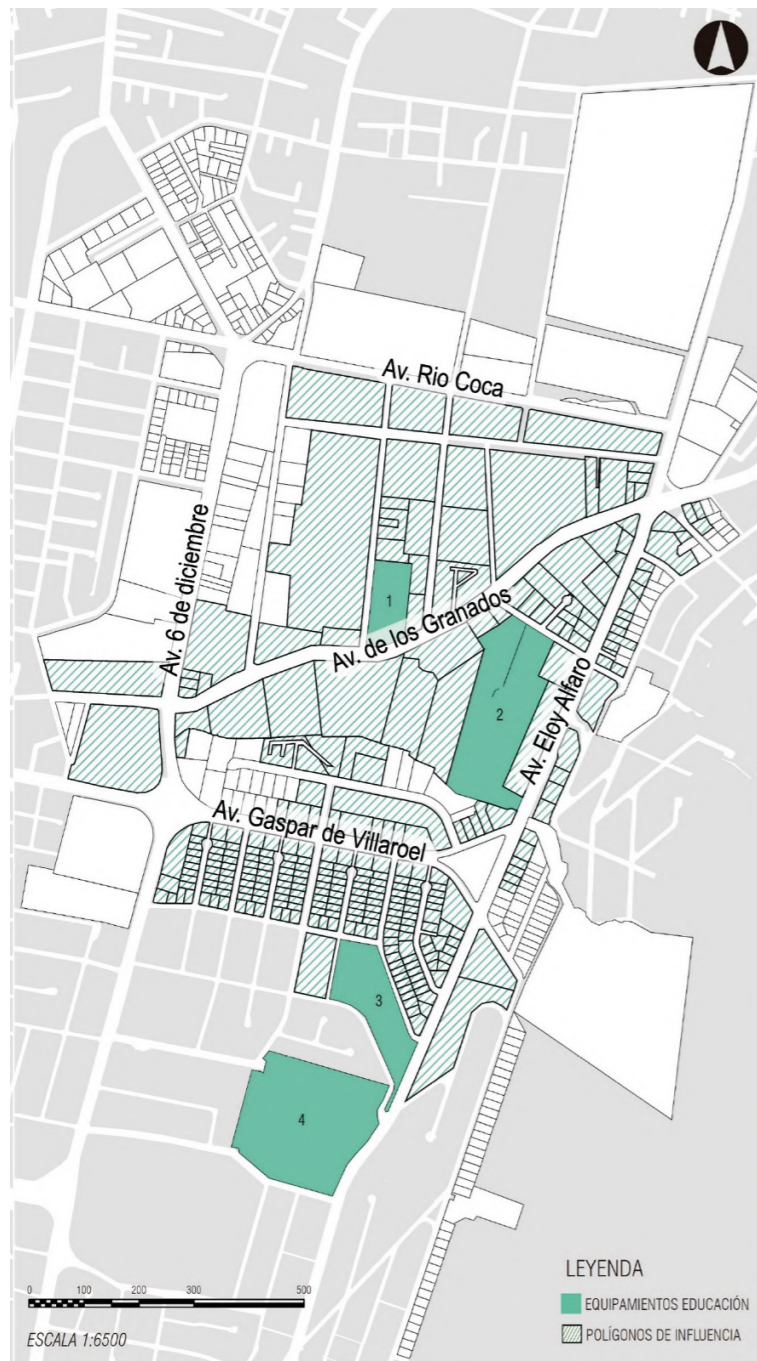 Av. Rio Coca
Av. 6 de diciembre
1
Av. de los Granados
2
Av. Eloy Alfaro
Av. Gaspar de Villaroel
3
4
LEYENDA
0 100 200 300 500
EQUIPAMIENTOS EDUCACIÓN
POLÍGONOS DE INFLUENCIA
ESCALA 1:6500